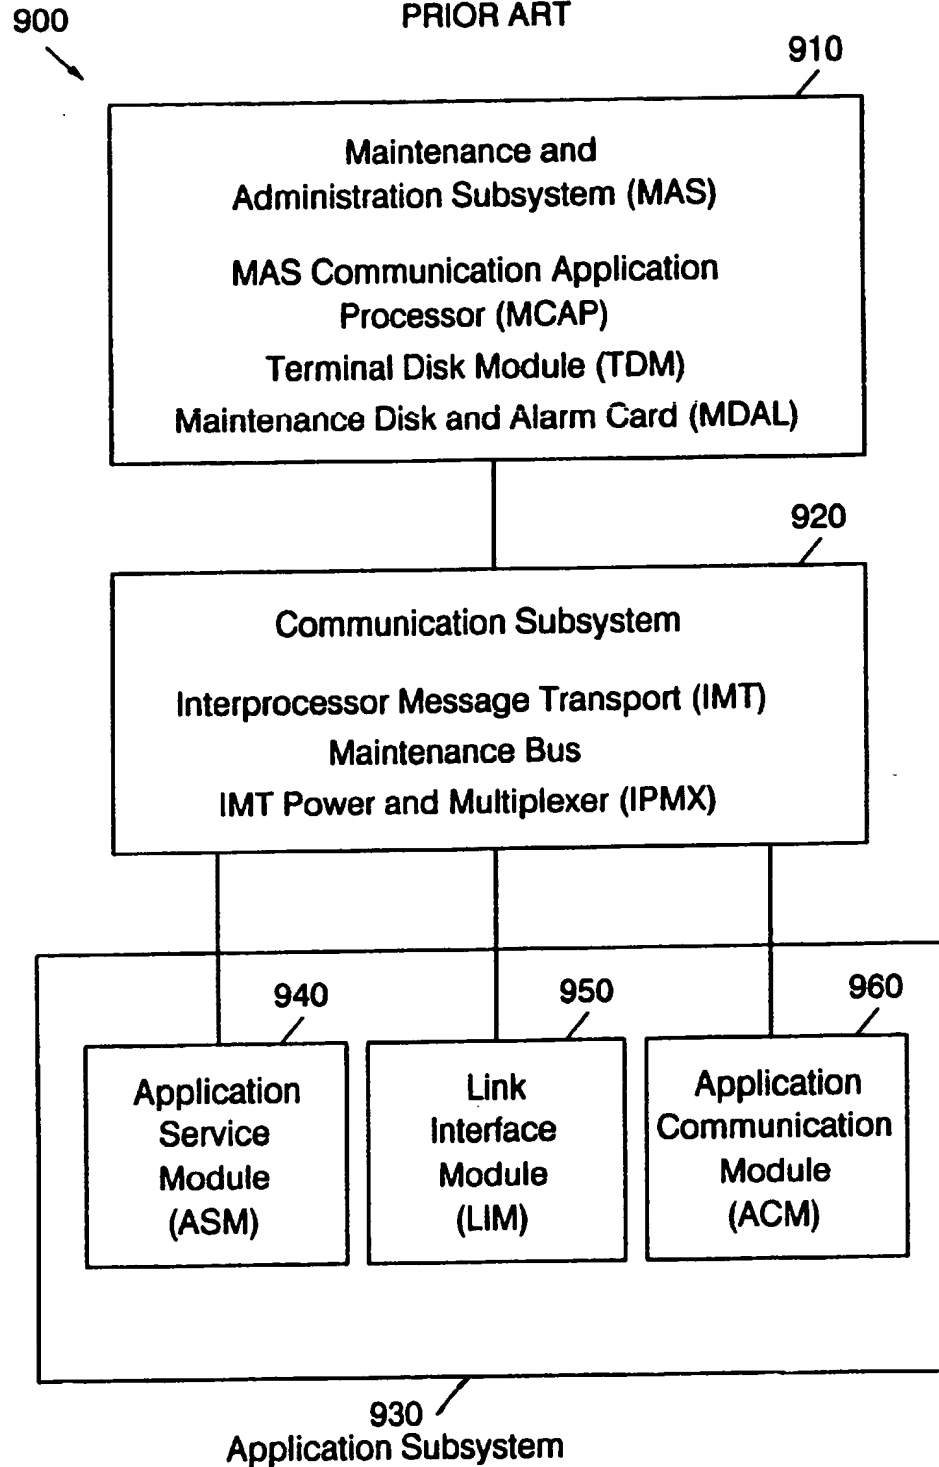 PRIOR ART
900
910
Maintenance and
Administration Subsystem (MAS)
MAS Communication Application
Processor (MCAP)
Terminal Disk Module (TDM)
Maintenance Disk and Alarm Card (MDAL)
920
Communication Subsystem
Interprocessor Message Transport (IMT)
Maintenance Bus
IMT Power and Multiplexer (IPMX)
940
Application
Service
Module
(ASM)
950
Link
Interface
Module
(LIM)
960
Application
Communication
Module
(ACM)
930
Application Subsystem